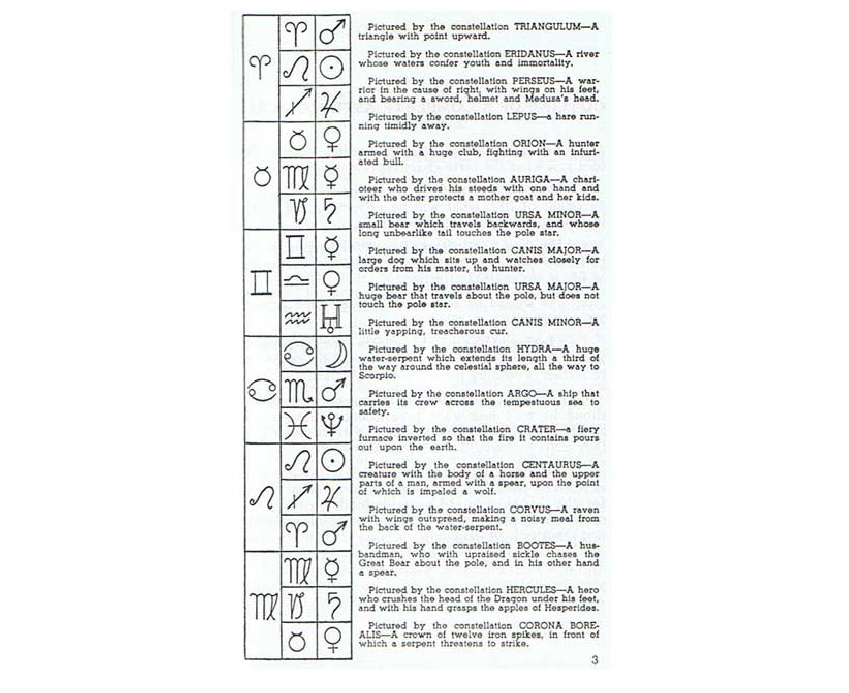 Pictured by the constellation TRIANGULUM—A
triangle with point upward.
Pictured by the constellation ERIDANUS—A river
whose waters confer youth and immortality.
Pictured by the constellation PERSEUS—A war-
rior in the cause of right, with wings on his feet,
and bearing a sword, helmet and Medusa's head.
Pictured by the constellation LEPUS—a hare run-
ning timidly away.
Pictured by the constellation ORION—A hunter
armed with a huge club, fighting with an infuri-
ated bull.
Pictured by the constellation AURIGA—A chari-
oteer who drives his steeds with one hand and
with the other protects a mother goat and her kids.
Pictured by the constellation URSA MINOR—A
small bear which travels backwards, and whose
long unbearlike tail touches the pole star.
Pictured by the constellation CANIS MAJOR—A
large dog which sits up and watches closely for
orders from his master, the hunter.
Pictured by the constellation URSA MAJOR—A
huge bear that travels about the pole, but does not
touch the pole star.
Pictured by the constellation CANIS MINOR—A
little yapping, treacherous cur.
Pictured by the constellation HYDRA—A huge
water-serpent which extends its length a third of
the way around the celestial sphere, all the way to
Scorpio.
Pictured by the constellation ARGO—A ship that
carries its crew across the tempestuous sea to
safety.
Pictured by the constellation CRATER—a fiery
furnace inverted so that the fire it contains pours
out upon the earth.
Pictured by the constellation CENTAURUS—A
creature with the body of a horse and the upper
parts of a man, armed with a spear, upon the point
of which is impaled a wolf.
Pictured by the constellation CORVUS—A raven
with wings outspread, making a noisy meal from
the back of the water-serpent.
Pictured by the constellation BOOTES—A hus-
bandman, who with upraised sickle chases the
Great Bear about the pole, and in his other hand
a spear.
Pictured by the constellation HERCULES—A hero
who crushes the head of the Dragon under his feet,
and with his hand grasps the apples of Hesperides.
Pictured by the constellation CORONA BORE-
ALIS—A crown of twelve iron spikes, in front of
which a serpent threatens to strike.
3